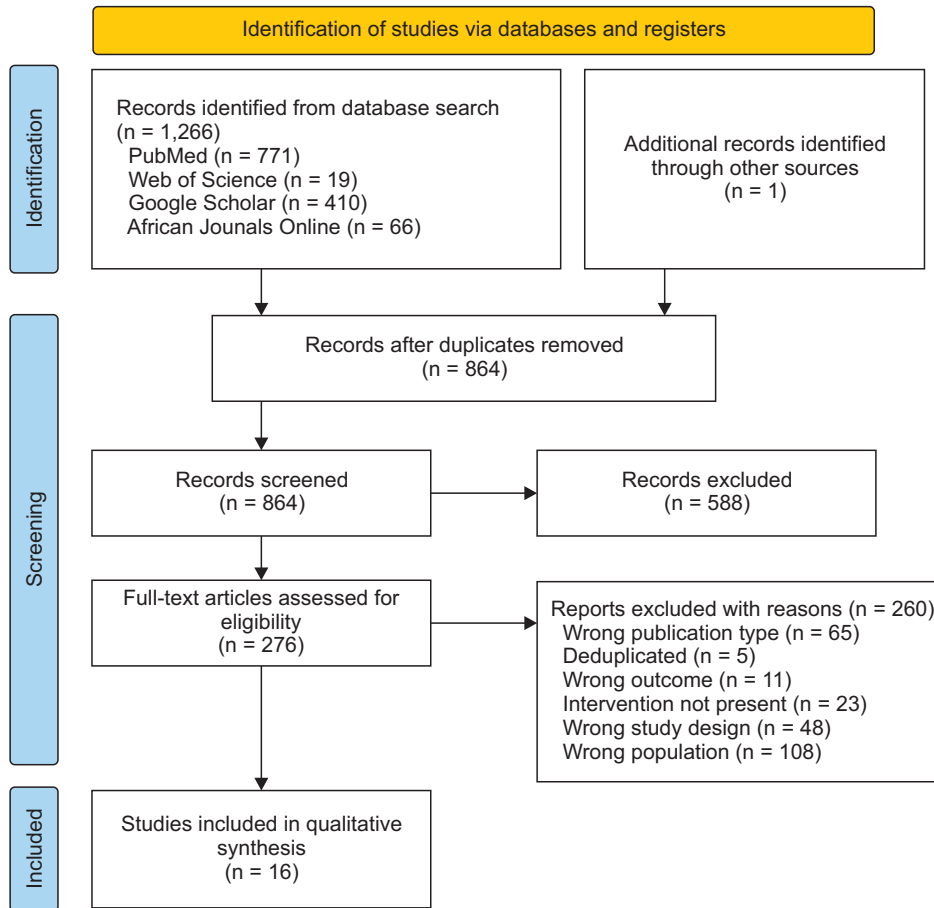 Identification of studies via databases and registers
Identification
Records identified from database search
(n = 1,266)
PubMed (n = 771)
Web of Science (n = 19)
Google Scholar (n = 410)
African Jounals Online (n = 66)
Additional records identified
through other sources
(n = 1)
Screening
Records after duplicates removed
(n = 864)
Records screened
(n = 864)
Records excluded
(n = 588)
Full-text articles assessed for
eligibility
(n = 276)
Reports excluded with reasons (n = 260)
Wrong publication type (n = 65)
Deduplicated (n = 5)
Wrong outcome (n = 11)
Intervention not present (n = 23)
Wrong study design (n = 48)
Wrong population (n = 108)
Included
Studies included in qualitative
synthesis
(n = 16)